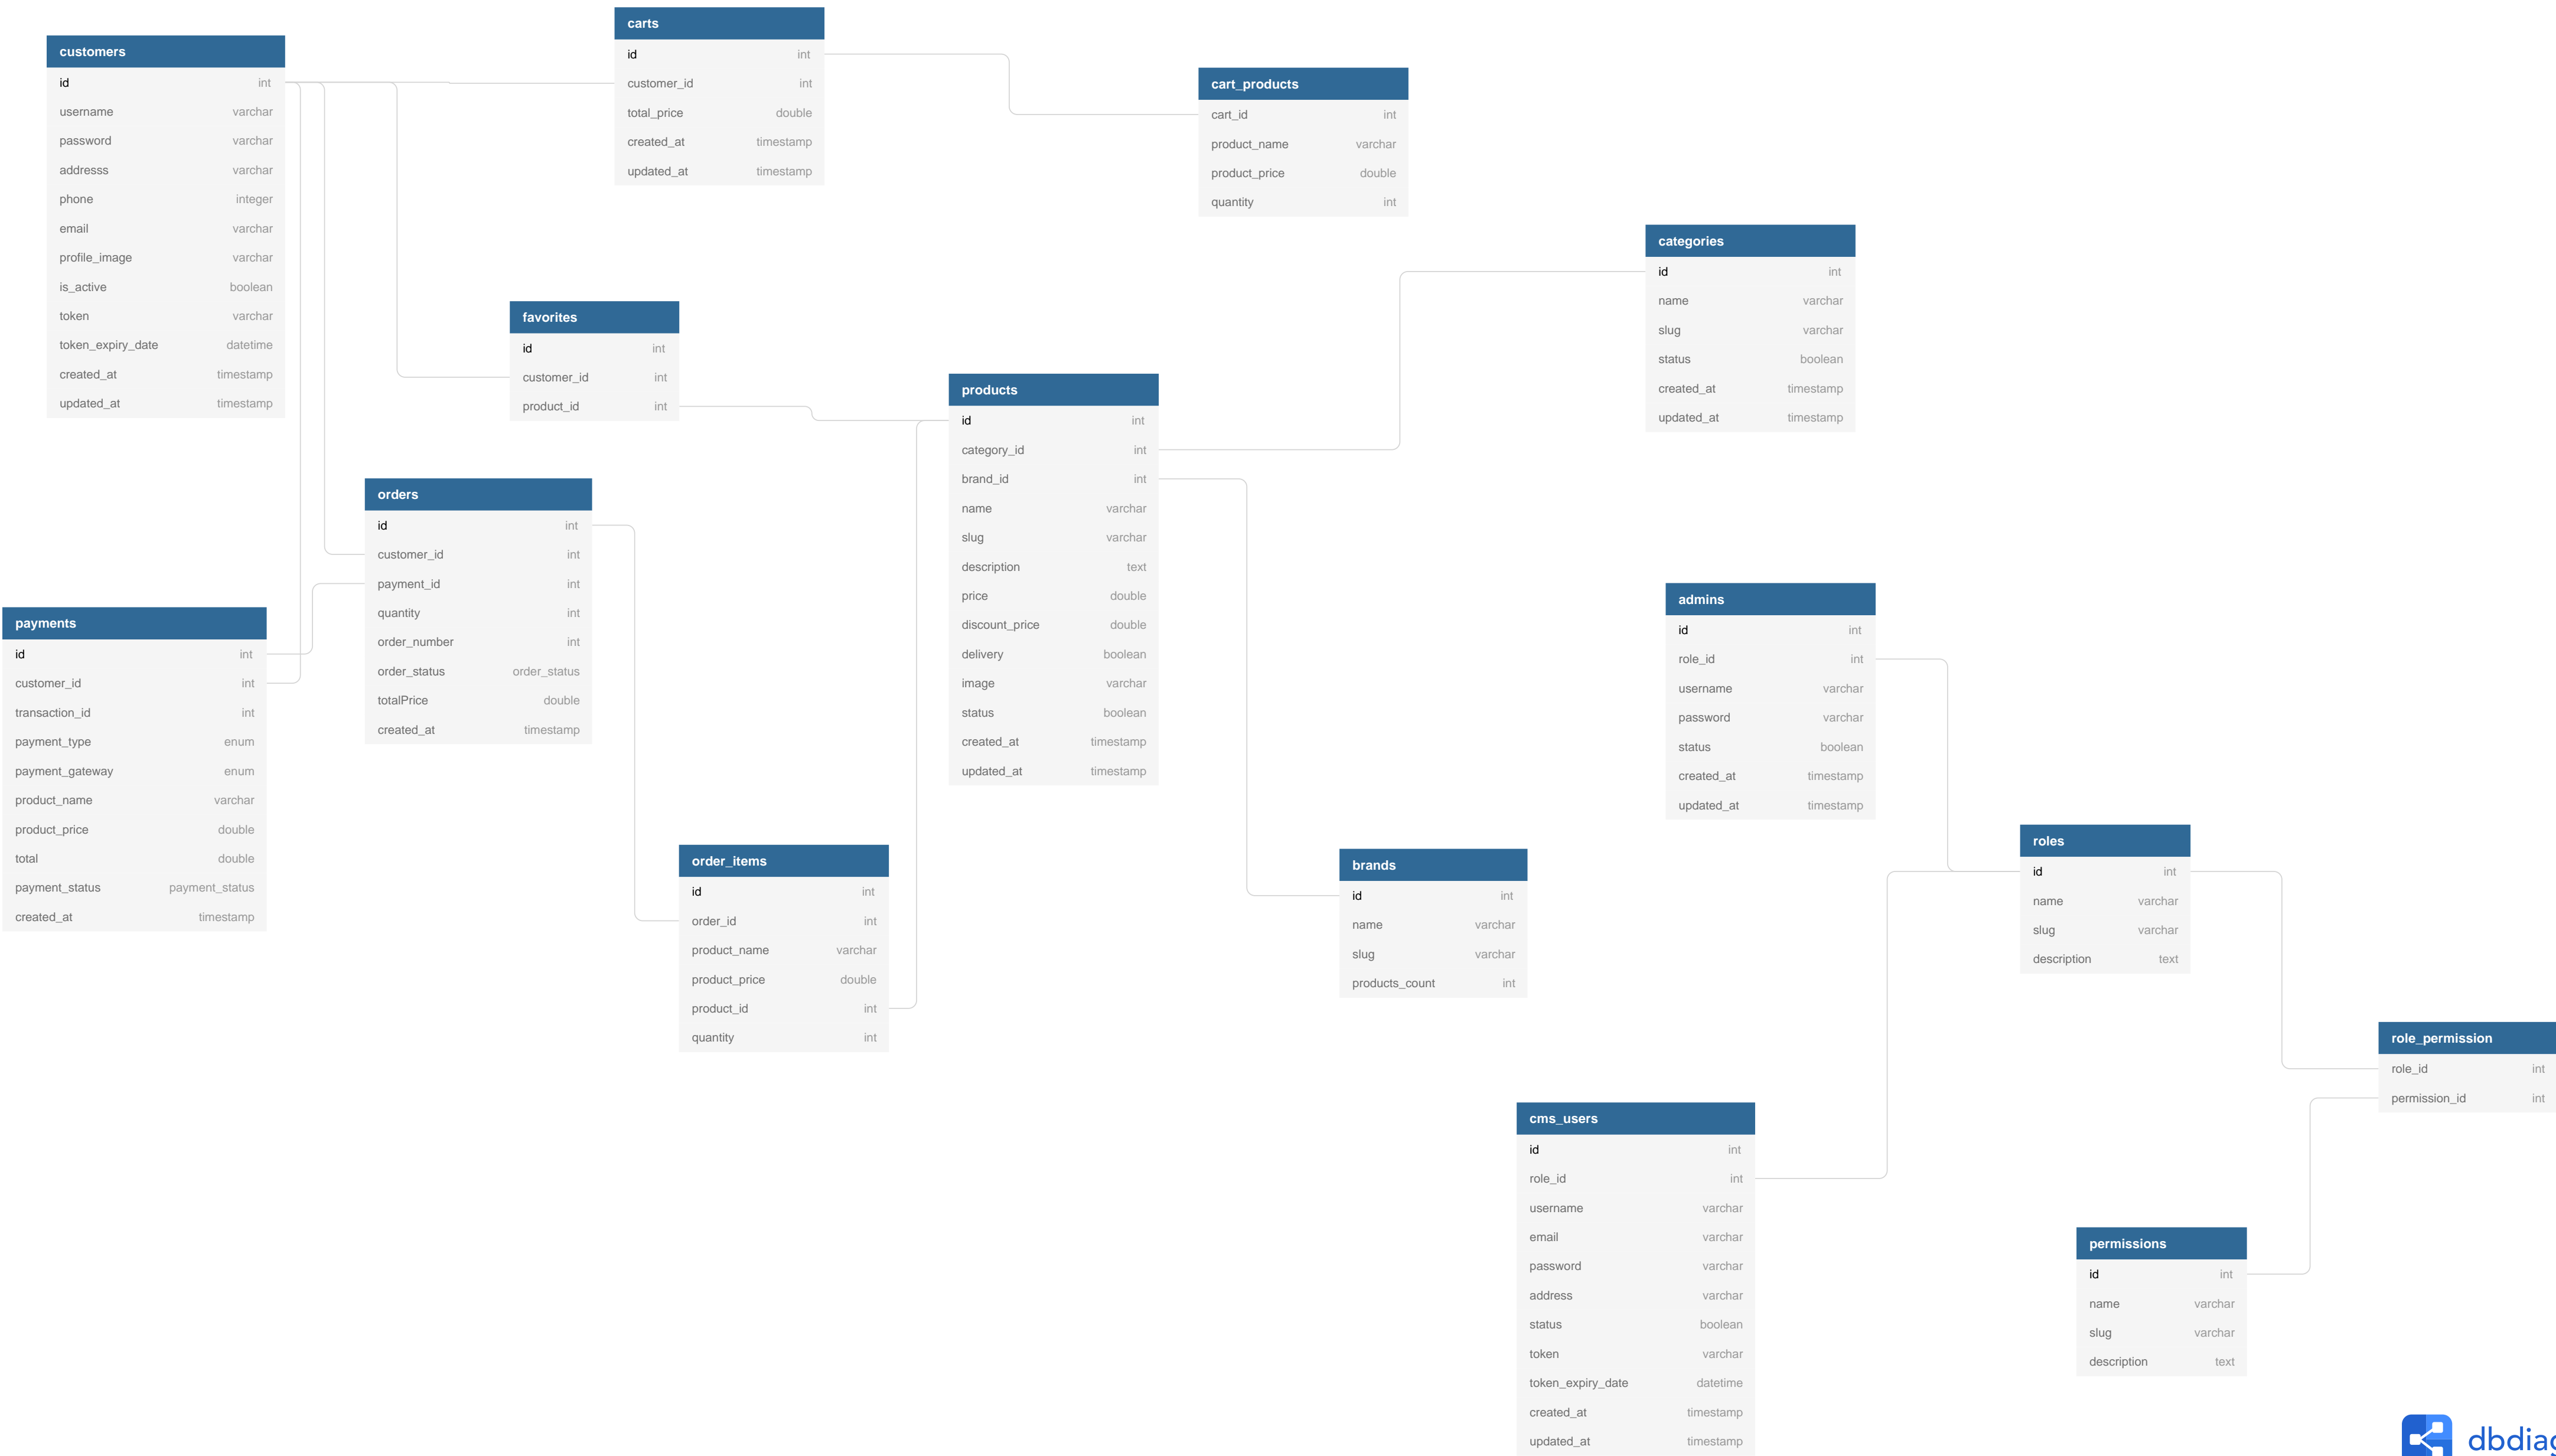 carts
id int
customer_id int
total_price double
created_at timestamp
updated_at timestamp
customers
id int
username varchar
password varchar
addresss varchar
phone integer
email varchar
profile_image varchar
is_active boolean
token varchar
token_expiry_date datetime
created_at timestamp
updated_at timestamp
cart_products
cart_id int
product_name varchar
product_price double
quantity int
categories
id int
name varchar
slug varchar
status boolean
created_at timestamp
updated_at timestamp
favorites
id int
customer_id int
product_id int
products
id int
category_id int
brand_id int
name varchar
slug varchar
description text
price double
discount_price double
delivery boolean
image varchar
status boolean
created_at timestamp
updated_at timestamp
orders
id int
customer_id int
payment_id int
quantity int
order_number int
order_status order_status
totalPrice double
created_at timestamp
admins
id int
role_id int
username varchar
password varchar
status boolean
created_at timestamp
updated_at timestamp
payments
id int
customer_id int
transaction_id int
payment_type enum
payment_gateway enum
product_name varchar
product_price double
total double
payment_status payment_status
created_at timestamp
roles
id int
name varchar
slug varchar
description text
order_items
id int
order_id int
product_name varchar
product_price double
product_id int
quantity int
brands
id int
name varchar
slug varchar
products_count int
role_permission
role_id int
permission_id int
cms_users
id int
role_id int
username varchar
email varchar
password varchar
address varchar
status boolean
token varchar
token_expiry_date datetime
created_at timestamp
updated_at timestamp
permissions
id int
name varchar
slug varchar
description text